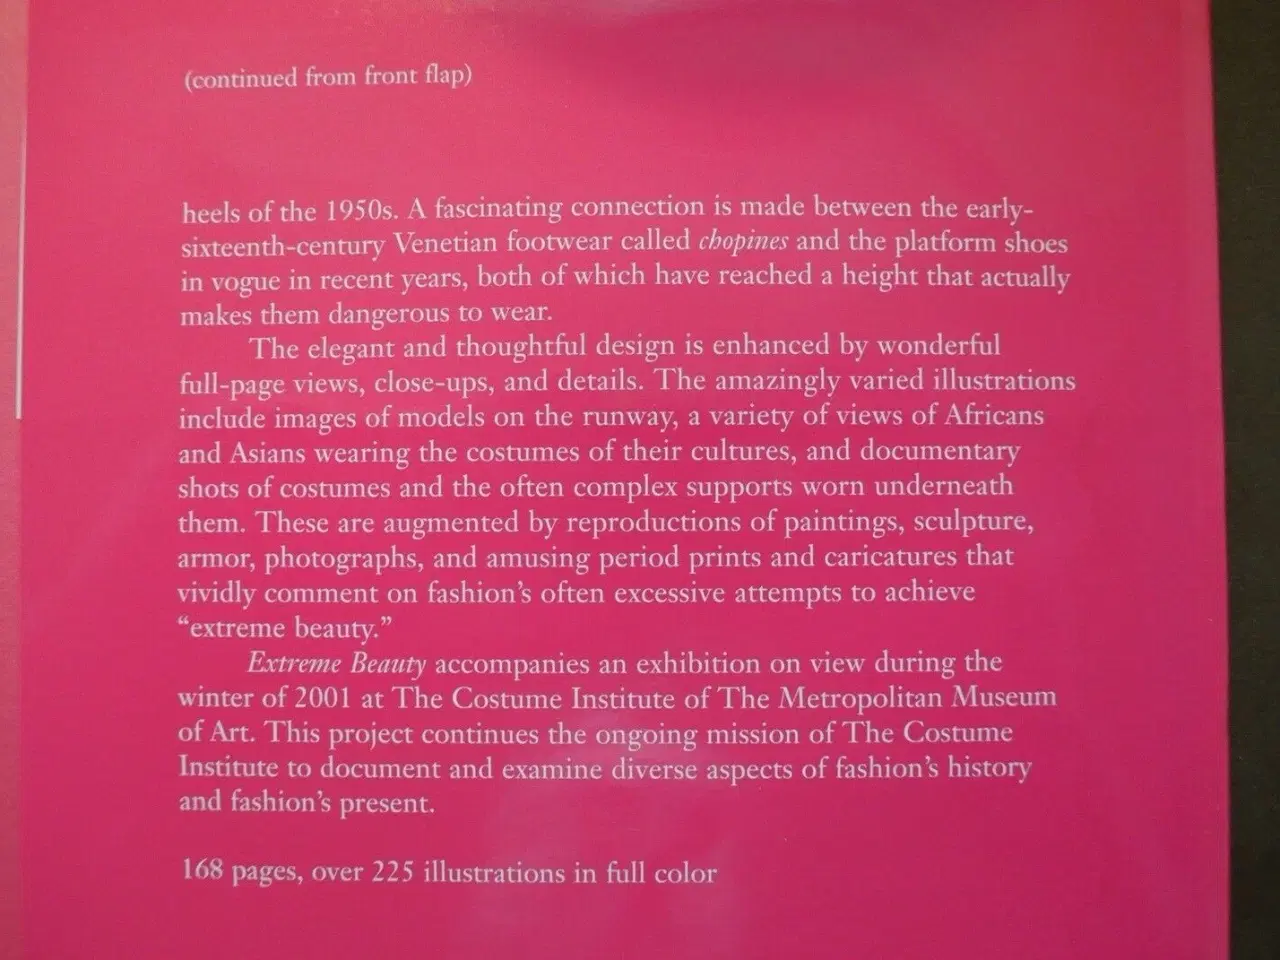 (continued from front flap)
heels of the 1950s. A fascinating connection is made between the early-
sixteenth-century Venetian footwear called chopines and the platform shoes
in vogue in recent years, both of which have reached a height that actually
makes them dangerous to wear.
The elegant and thoughtful design is enhanced by wonderful
full-page views, close-ups, and details. The amazingly varied illustrations
include images of models on the runway, a variety of views of Africans
and Asians wearing the costumes of their cultures, and documentary
shots of costumes and the often complex supports worn underneath
them. These are augmented by reproductions of paintings, sculpture,
armor, photographs, and amusing period prints and caricatures that
vividly comment on fashion’s often excessive attempts to achieve
“extreme beauty.”
Extreme Beauty accompanies an exhibition on view during the
winter of 2001 at The Costume Institute of The Metropolitan Museum
of Art. This project continues the ongoing mission of The Costume
Institute to document and examine diverse aspects of fashion’s history
and fashion’s present.
168 pages, over 225 illustrations in full color